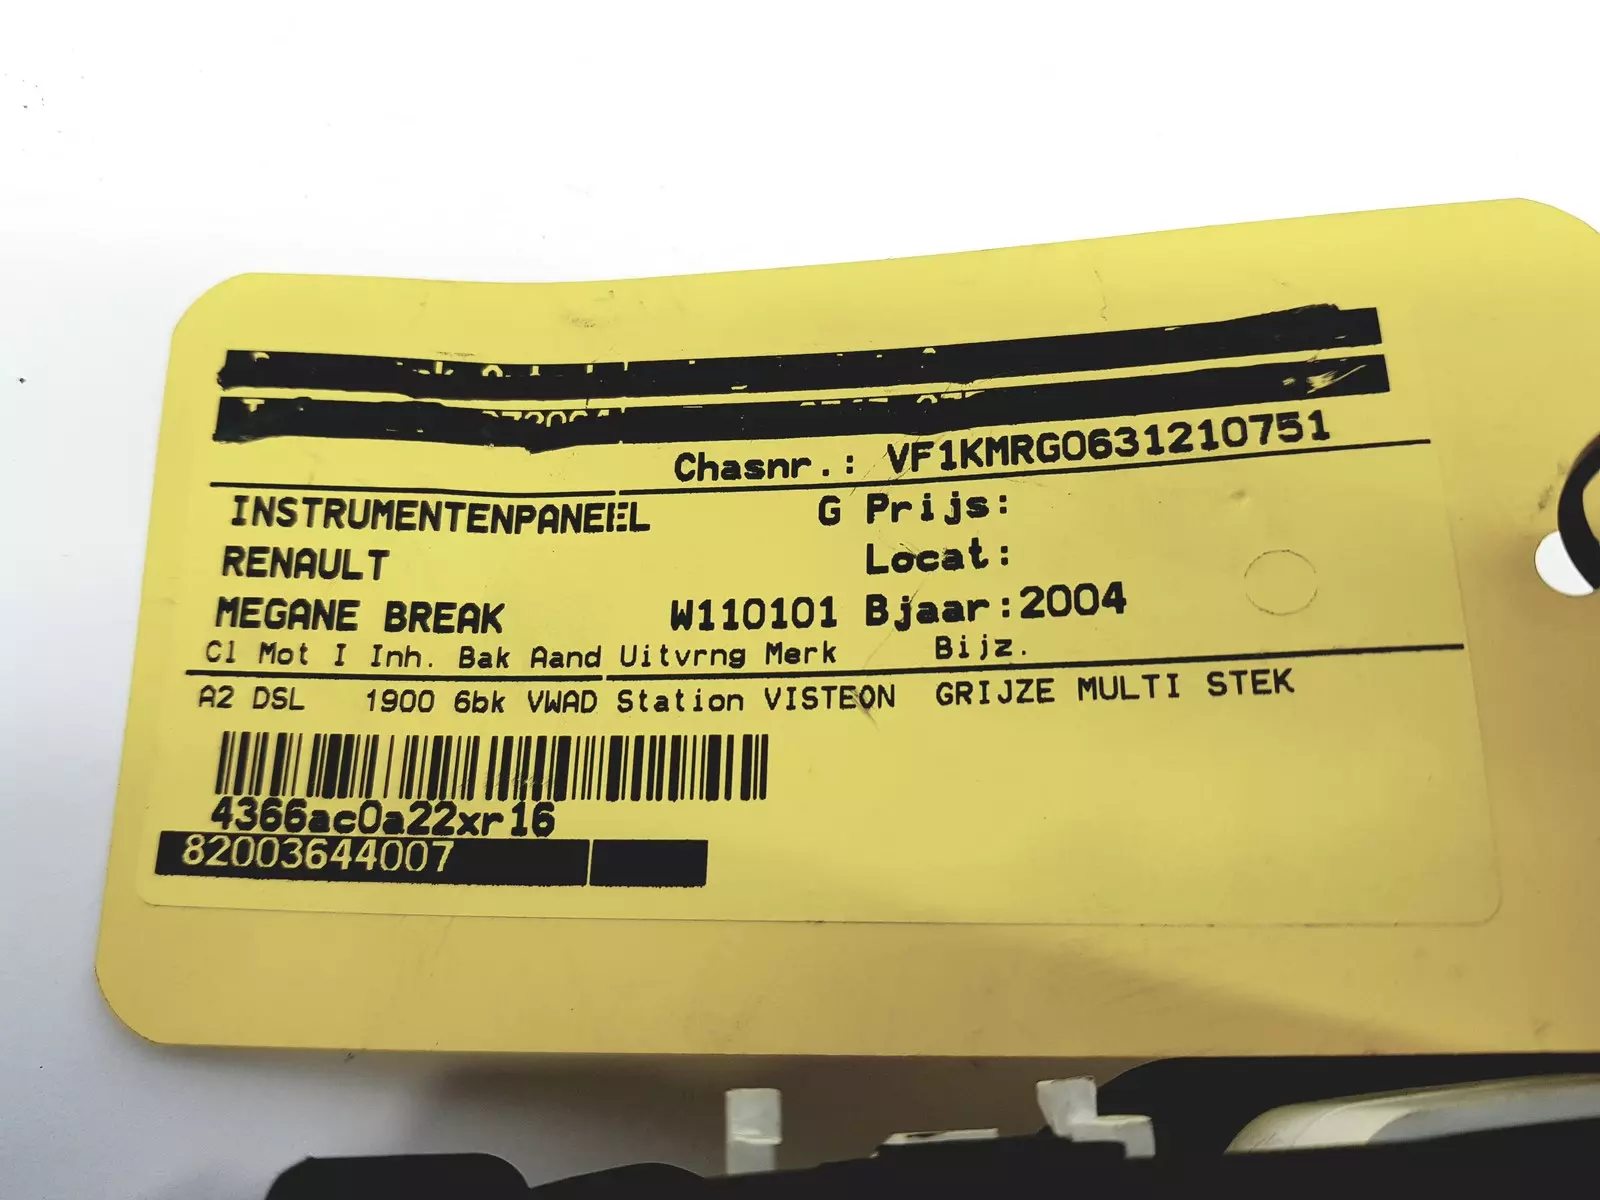 Chasnr.: VF1KMRG0631210751
INSTRUMENTENPANEEL G Prijs:
RENAULT Locat:
MEGANE BREAK W110101 Bjaar:2004
Cl Mot I Inh. Bak Aand Uitvrng Merk Bijz.
A2 DSL 1900 6bk VWAD Station VISTEON GRIJZE MULTI STEK
4366ac0a22xr16
82003644007